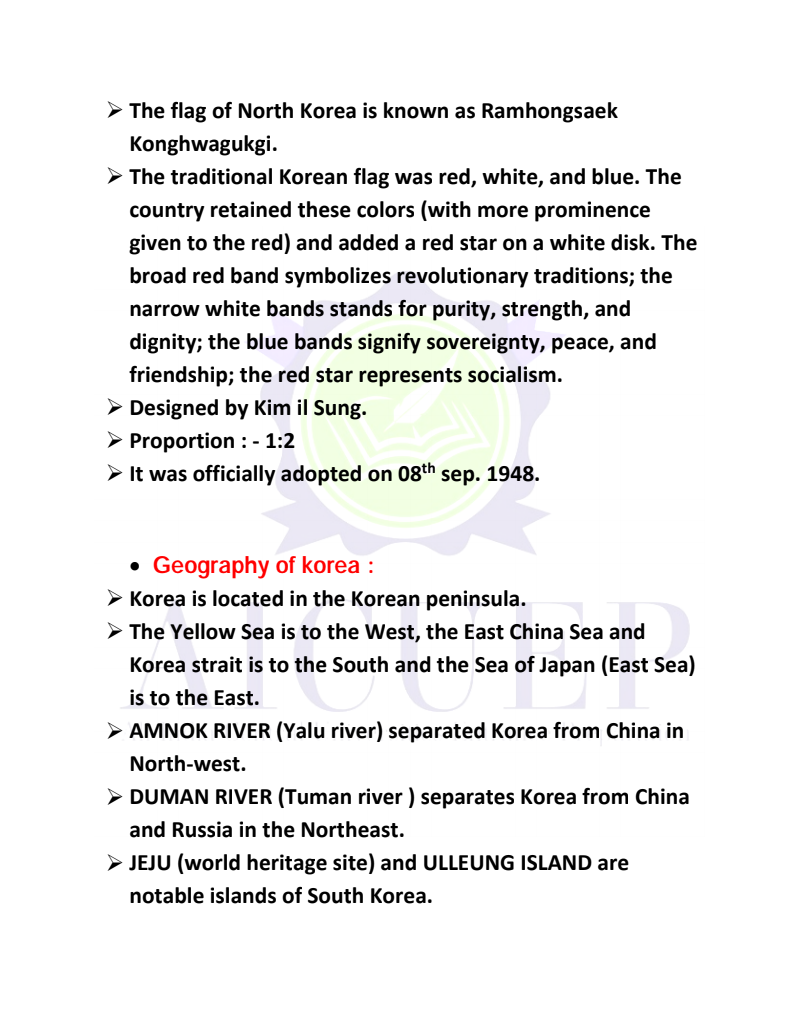 ➢ The flag of North Korea is known as Ramhongsaek
Konghwagukgi.
➢ The traditional Korean flag was red, white, and blue. The
country retained these colors (with more prominence
given to the red) and added a red star on a white disk. The
broad red band symbolizes revolutionary traditions; the
narrow white bands stands for purity, strength, and
dignity; the blue bands signify sovereignty, peace, and
friendship; the red star represents socialism.
➢ Designed by Kim il Sung.
➢ Proportion : - 1:2
➢ It was officially adopted on 08th sep. 1948.
• Geography of korea :
➢ Korea is located in the Korean peninsula.
➢ The Yellow Sea is to the West, the East China Sea and
Korea strait is to the South and the Sea of Japan (East Sea)
is to the East.
➢ AMNOK RIVER (Yalu river) separated Korea from China in
North-west.
➢ DUMAN RIVER (Tuman river ) separates Korea from China
and Russia in the Northeast.
➢ JEJU (world heritage site) and ULLEUNG ISLAND are
notable islands of South Korea.
AICUEP